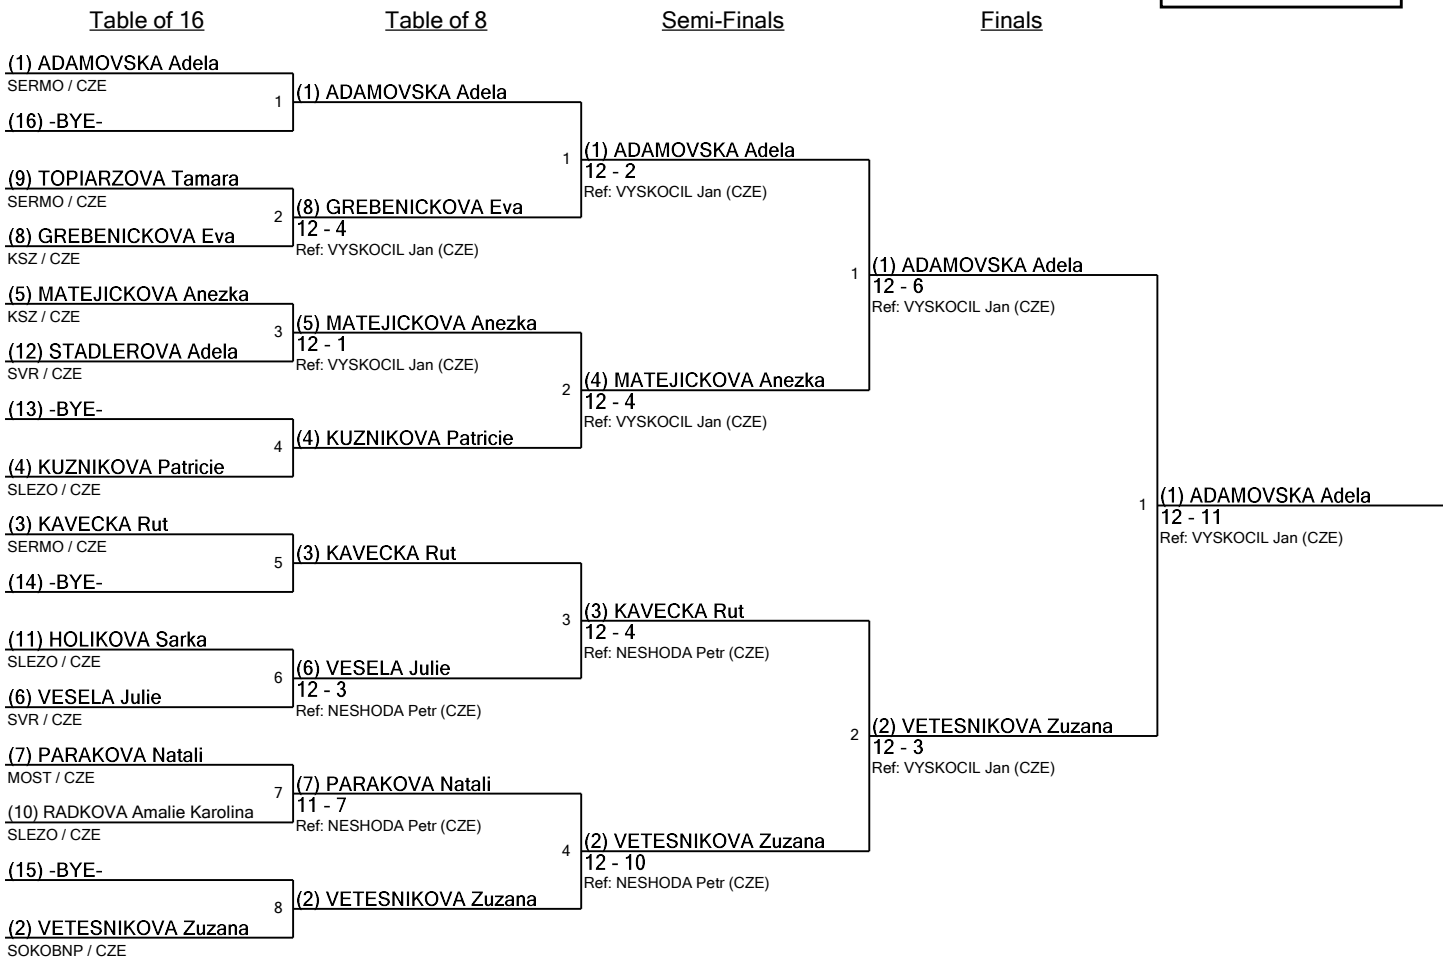 Table of 16
Table of 8
Semi-Finals
Finals
(1) ADAMOVSKA Adela
SERMO / CZE
1
(16) -BYE-
(9) TOPIARZOVA Tamara
SERMO / CZE
2
(8) GREBENICKOVA Eva
KSZ / CZE
(5) MATEJICKOVA Anezka
KSZ / CZE
3
(12) STADLEROVA Adela
SVR / CZE
(13) -BYE-
4
(4) KUZNIKOVA Patricie
SLEZO / CZE
(3) KAVECKA Rut
SERMO / CZE
5
(14) -BYE-
(11) HOLIKOVA Sarka
SLEZO / CZE
6
(6) VESELA Julie
SVR / CZE
(7) PARAKOVA Natali
MOST / CZE
7
(10) RADKOVA Amalie Karolina
SLEZO / CZE
(15) -BYE-
8
(2) VETESNIKOVA Zuzana
SOKOBNP / CZE
(1) ADAMOVSKA Adela
1
(8) GREBENICKOVA Eva
12 - 4
Ref: VYSKOCIL Jan (CZE)
(5) MATEJICKOVA Anezka
12 - 1
Ref: VYSKOCIL Jan (CZE)
2
(4) KUZNIKOVA Patricie
(3) KAVECKA Rut
3
(6) VESELA Julie
12 - 3
Ref: NESHODA Petr (CZE)
(7) PARAKOVA Natali
11 - 7
Ref: NESHODA Petr (CZE)
4
(2) VETESNIKOVA Zuzana
(1) ADAMOVSKA Adela
12 - 2
Ref: VYSKOCIL Jan (CZE)
1
(4) MATEJICKOVA Anezka
12 - 4
Ref: VYSKOCIL Jan (CZE)
(3) KAVECKA Rut
12 - 4
Ref: NESHODA Petr (CZE)
2
(2) VETESNIKOVA Zuzana
12 - 10
Ref: NESHODA Petr (CZE)
(1) ADAMOVSKA Adela
12 - 6
Ref: VYSKOCIL Jan (CZE)
1
(2) VETESNIKOVA Zuzana
12 - 3
Ref: VYSKOCIL Jan (CZE)
(1) ADAMOVSKA Adela
12 - 11
Ref: VYSKOCIL Jan (CZE)